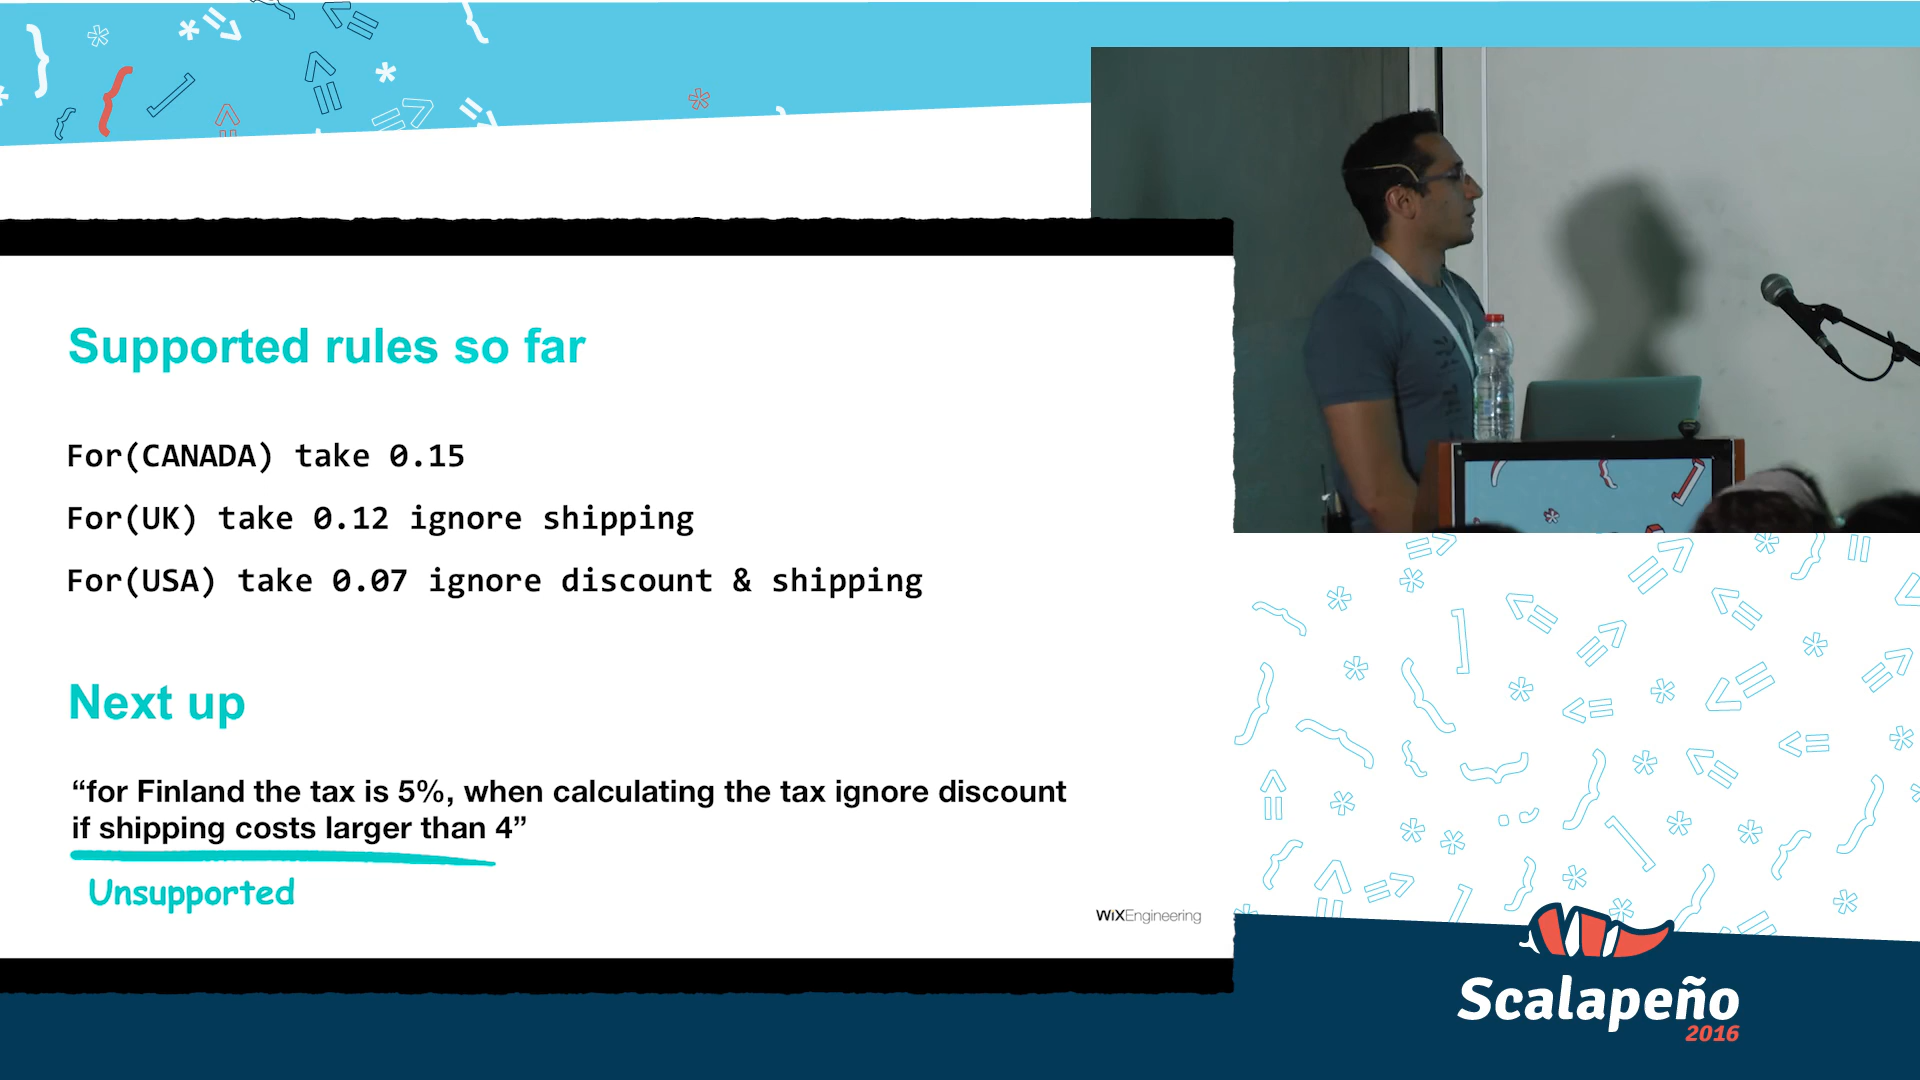 Supported rules so far
For(CANADA) take 0.15
For(UK) take 0.12 ignore shipping
For(USA) take 0.07 ignore discount & shipping
Next up
“for Finland the tax is 5%, when calculating the tax ignore discount
if shipping costs larger than 4”
Unsupported
WiXEngineering
Scalapeño
2016